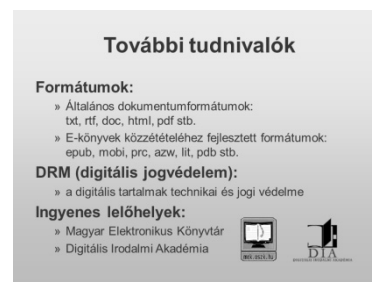 További tudnivalók
Formátumok:
» Általános dokumentumformátumok:
txt, rtf, doc, html, pdf stb.
» E-könyvek közzétételéhez fejlesztett formátumok:
epub, mobi, prc, azw, lit, pdb stb.
DRM (digitális jogvédelem):
» a digitális tartalmak technikai és jogi védelme
Ingyenes lelőhelyek:
» Magyar Elektronikus Könyvtár
» Digitális Irodalmi Akadémia
DIA